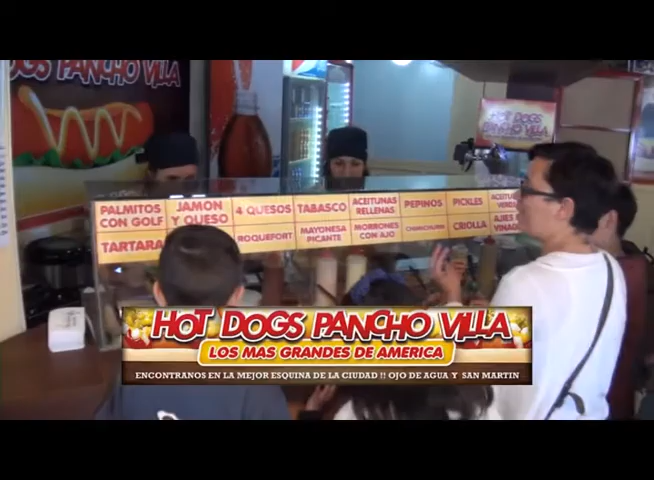 DOGS PANCHO VILLA
HOT DOGS
PANCHO VILLA
PALMITOS CON GOLF
JAMON Y QUESO
4 QUESOS
TABASCO
ACEITUNAS RELLENAS
PEPINOS
PICKLES
ACEITUNAS
TARTARA
ROQUEFORT
MAYONESA PICANTE
MORRONES CON AJO
CHIMICHURRI
CRIOLLA
AJIES
VINAGRE
HOT DOGS PANCHO VILLA
LOS MAS GRANDES DE AMERICA
ENCONTRANOS EN LA MEJOR ESQUINA DE LA CIUDAD !! OJO DE AGUA Y SAN MARTIN